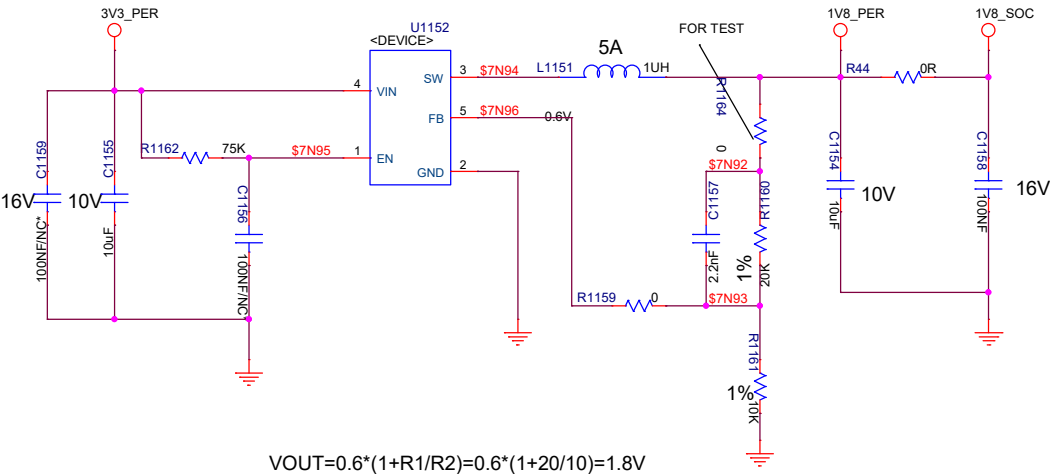 3V3_PER
1V8_PER
1V8_SOC
U1152
<DEVICE>
FOR TEST
5A
4
VIN
SW
3
$7N94
L1151
1UH
R44
0R
FB
5
$7N96
0.6V
R1164
0
R1162
75K
$7N95
1
EN
GND
2
$7N92
C1159
16V
100NF/NC*
C1155
10V
10uF
C1156
100NF/NC
C1157
2.2nF
R1160
1%
20K
C1154
10V
10uF
C1158
16V
100NF
R1159
0
$7N93
R1161
1%
10K
VOUT=0.6*(1+R1/R2)=0.6*(1+20/10)=1.8V